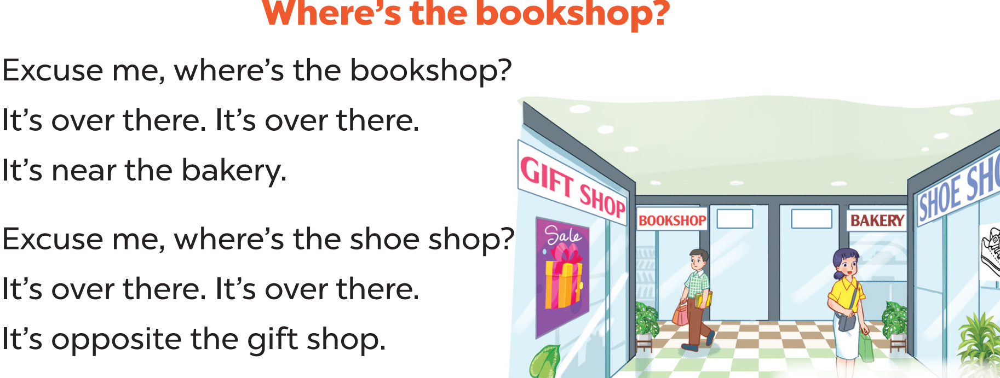 Where's the bookshop?
Excuse me, where's the bookshop?
It's over there. It's over there.
It's near the bakery.
Excuse me, where's the shoe shop?
It's over there. It's over there.
It's opposite the gift shop.
GIFT SHOP
Sale
BOOKSHOP
BAKERY
SHOE SHO